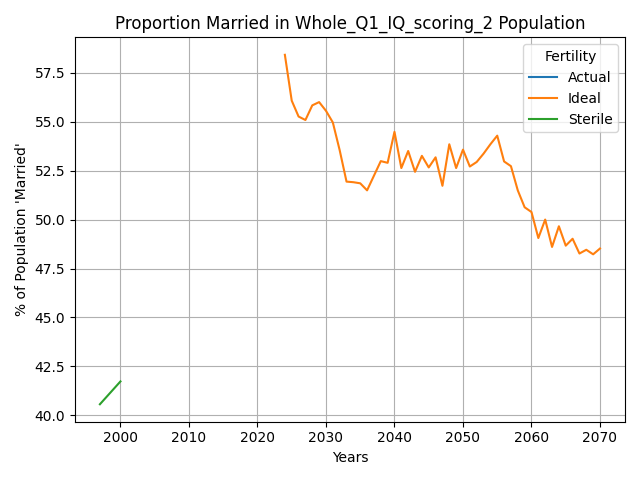 Proportion Married in Whole_Q1_IQ_scoring_2 Population
% of Population 'Married'
57.5
55.0
52.5
50.0
47.5
45.0
42.5
40.0
Fertility
Actual
Ideal
Sterile
2000 2010 2020 2030 2040 2050 2060 2070
Years